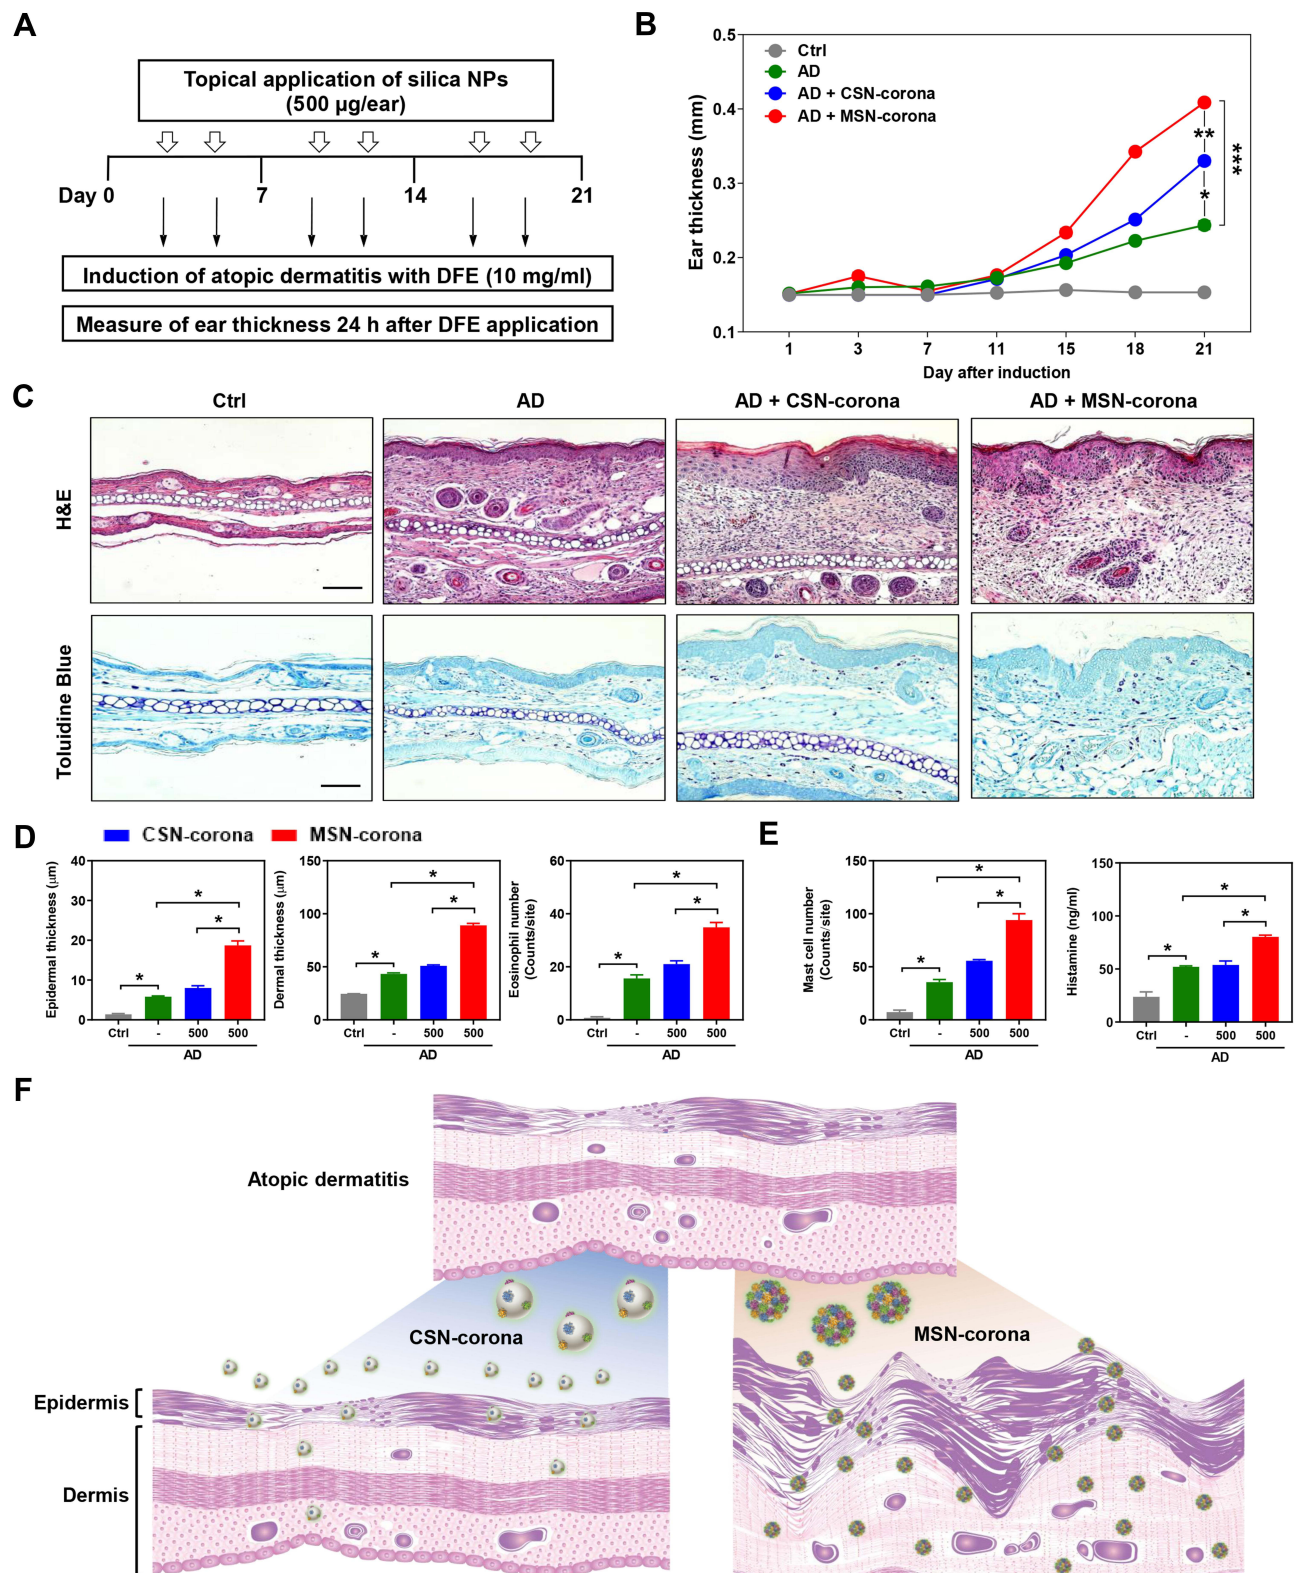 A
Topical application of silica NPs
(500 μg/ear)
Day 0
7
14
21
Induction of atopic dermatitis with DFE (10 mg/ml)
Measure of ear thickness 24 h after DFE application
B
Ear thickness (mm)
0.5
0.4
0.3
0.2
0.1
Ctrl
AD
AD + CSN-corona
AD + MSN-corona
**
*
***
1 3 7 11 15 18 21
Day after induction
C
Ctrl AD AD + CSN-corona AD + MSN-corona
H&E
Toluidine Blue
D
CSN-corona MSN-corona
Epidermal thickness (μm)
40
30
20
10
0
*
*
*
Ctrl - 500 500
AD
Dermal thickness (μm)
150
100
50
0
*
*
*
Ctrl - 500 500
AD
Eosinophil number
(Counts/site)
60
40
20
0
*
*
*
Ctrl - 500 500
AD
E
Mast cell number
(Counts/site)
150
100
50
0
*
*
*
Ctrl - 500 500
AD
Histamine (ng/ml)
150
100
50
0
*
*
*
Ctrl - 500 500
AD
F
Atopic dermatitis
CSN-corona
MSN-corona
Epidermis
Dermis